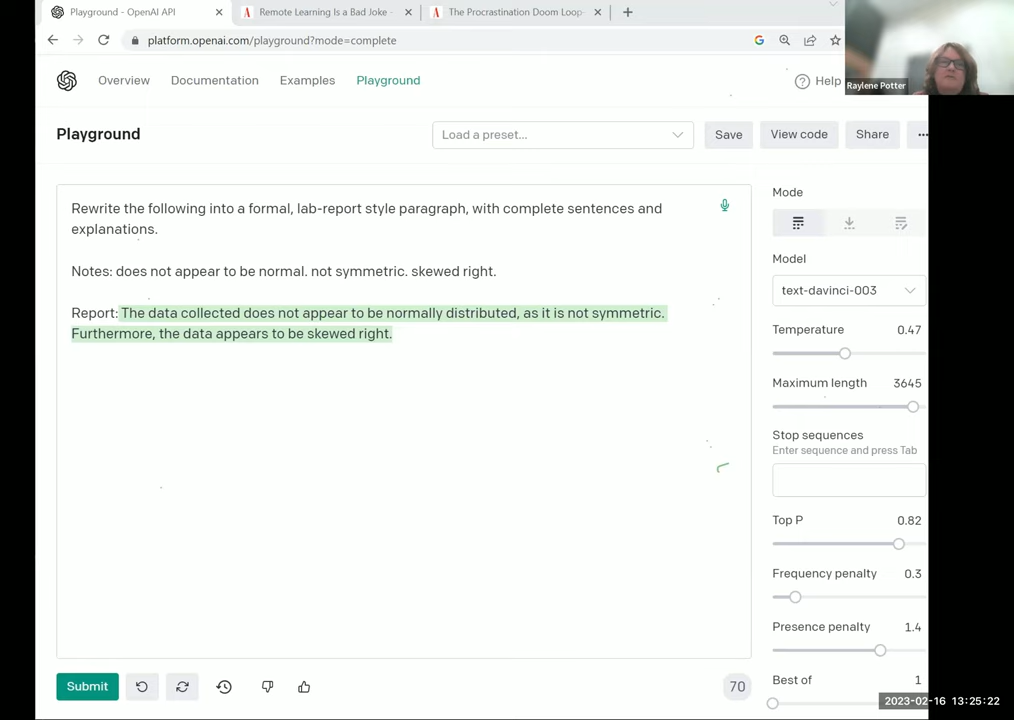 Playground - OpenAI API
Remote Learning Is a Bad Joke -
The Procrastination Doom Loop-
platform.openai.com/playground?mode=complete
Raylene Potter
Overview
Documentation
Examples
Playground
Help
Playground
Load a preset...
Save
View code
Share
Rewrite the following into a formal, lab-report style paragraph, with complete sentences and
explanations.
Notes: does not appear to be normal. not symmetric. skewed right.
Report: The data collected does not appear to be normally distributed, as it is not symmetric.
Furthermore, the data appears to be skewed right.
Mode
Model
text-davinci-003
Temperature 0.47
Maximum length 3645
Stop sequences
Enter sequence and press Tab
Top P 0.82
Frequency penalty 0.3
Presence penalty 1.4
Best of 1
Submit
70
2023-02-16 13:25:22